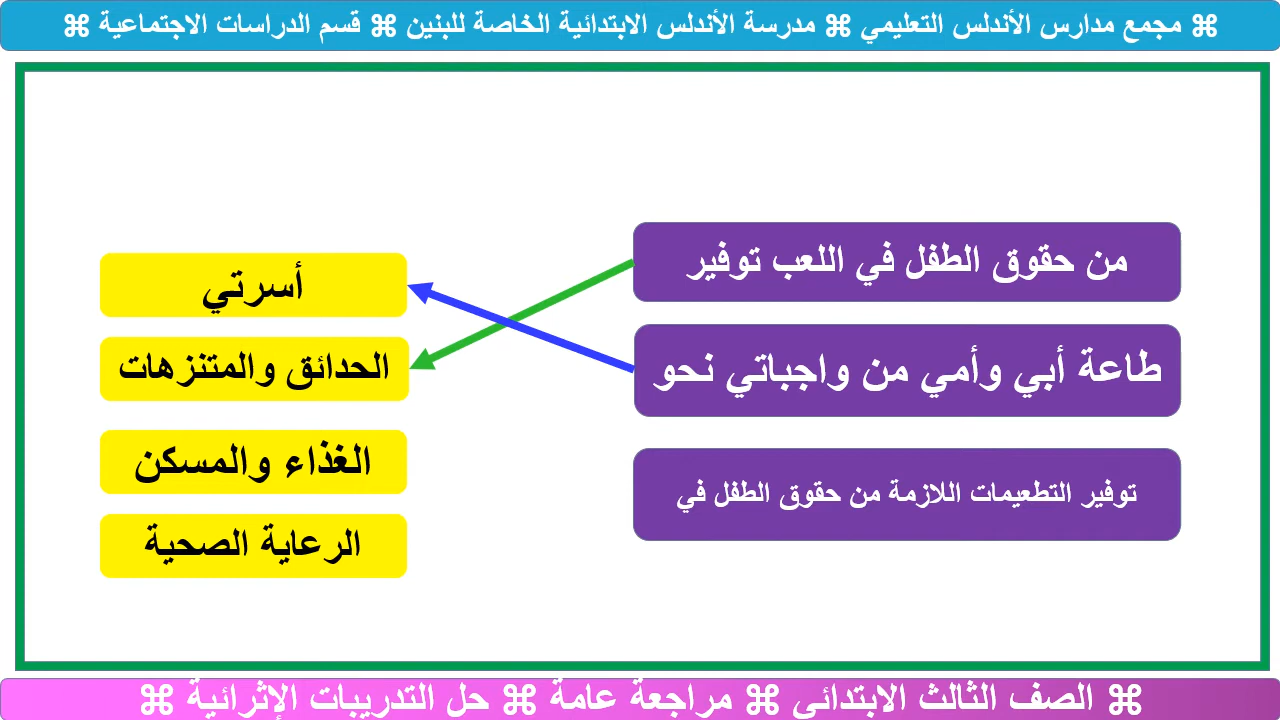 ⌘ مجمع مدارس الأندلس التعليمي ⌘ مدرسة الأندلس الابتدائية الخاصة للبنين ⌘ قسم الدراسات الاجتماعية ⌘
من حقوق الطفل في اللعب توفير
طاعة أبي وأمي من واجباتي نحو
توفير التطعيمات اللازمة من حقوق الطفل في
أسرتي
الحدائق والمتنزهات
الغذاء والمسكن
الرعاية الصحية
⌘ الصف الثالث الابتدائي ⌘ مراجعة عامة ⌘ حل التدريبات الإثرائية ⌘